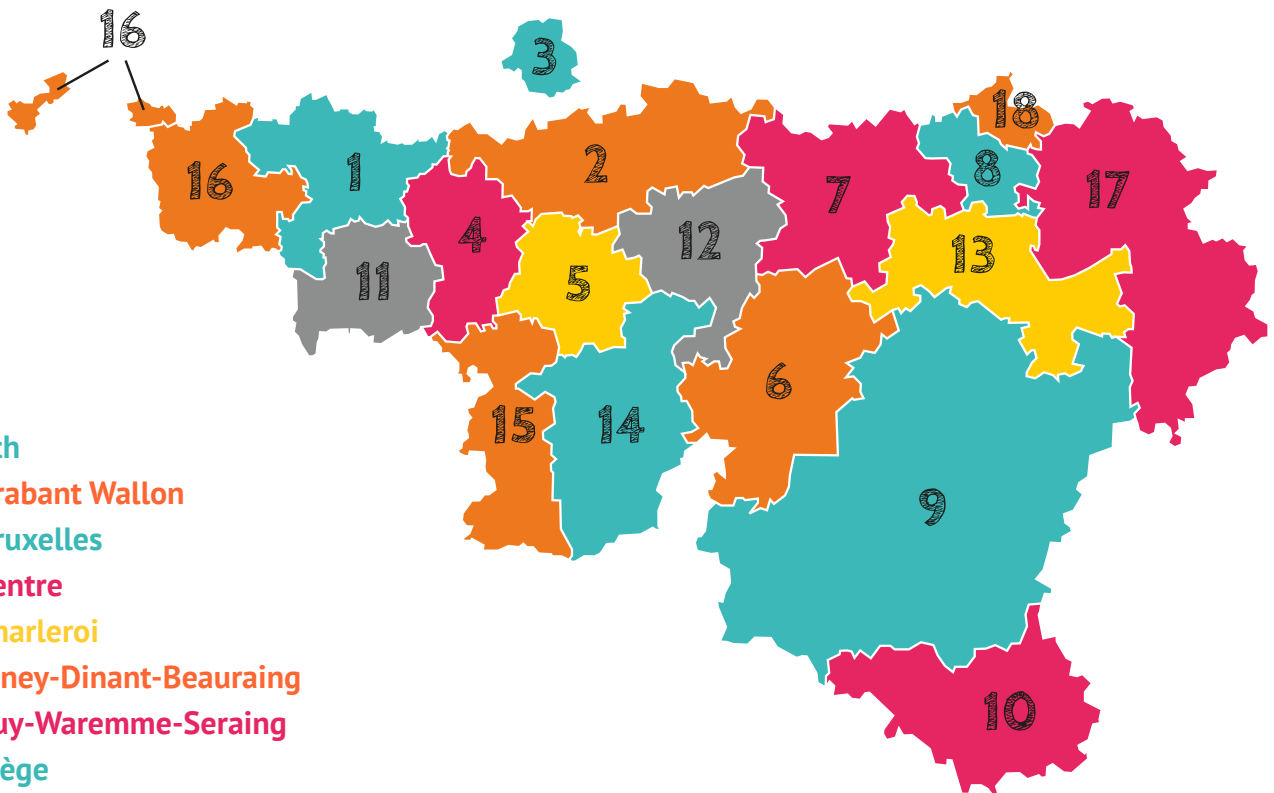 16
3
18
1
2
8
16
7
17
4
12
13
11
5
6
15
14
9
10
th
rabant Wallon
ruxelles
entre
harleroi
ney-Dinant-Beauraing
uy-Waremme-Seraing
iège